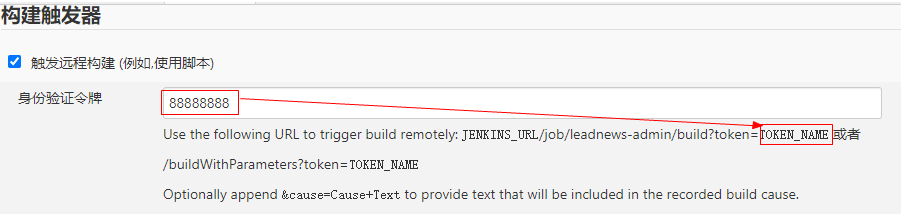 构建触发器
触发远程构建 (例如,使用脚本)
身份验证令牌
88888888
Use the following URL to trigger build remotely: JENKINS_URL/job/leadnews-admin/build?token=TOKEN_NAME 或者
/buildWithParameters?token=TOKEN_NAME
Optionally append &cause=Cause+Text to provide text that will be included in the recorded build cause.